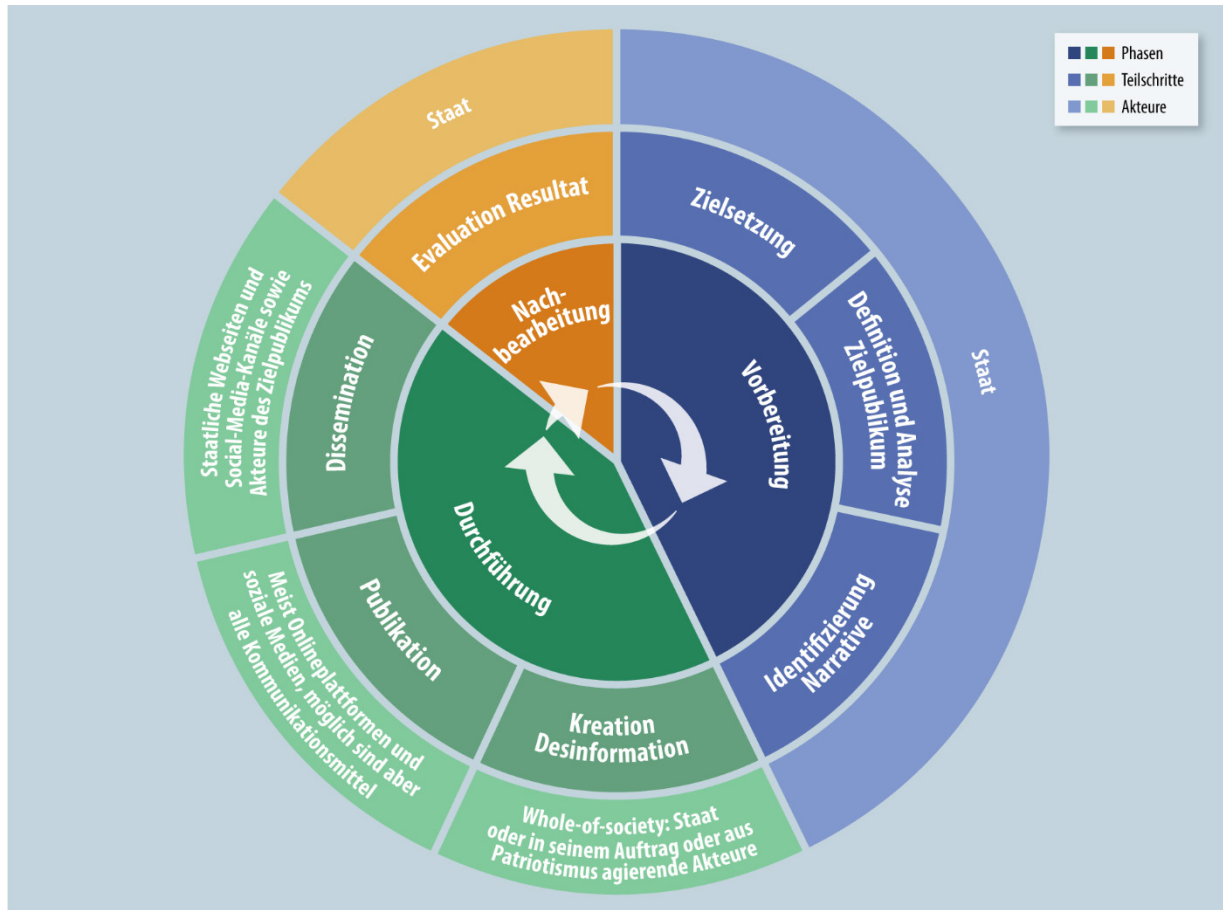 Phasen
Teilschritte
Akteure
Staat
Evaluation Resultat
Nach-
bearbeitung
Zielsetzung
Definition und Analyse
Zielpublikum
Staat
Vorbereitung
Identifizierung
Narrative
Durchführung
Kreation
Desinformation
Whole-of-society: Staat
oder in seinem Auftrag oder aus
Patriotismus agierende Akteure
Publikation
Meist Onlineplattformen und
soziale Medien, möglich sind aber
alle Kommunikationsmittel
Dissemination
Staatliche Webseiten und
Social-Media-Kanäle sowie
Akteure des Zielpublikums